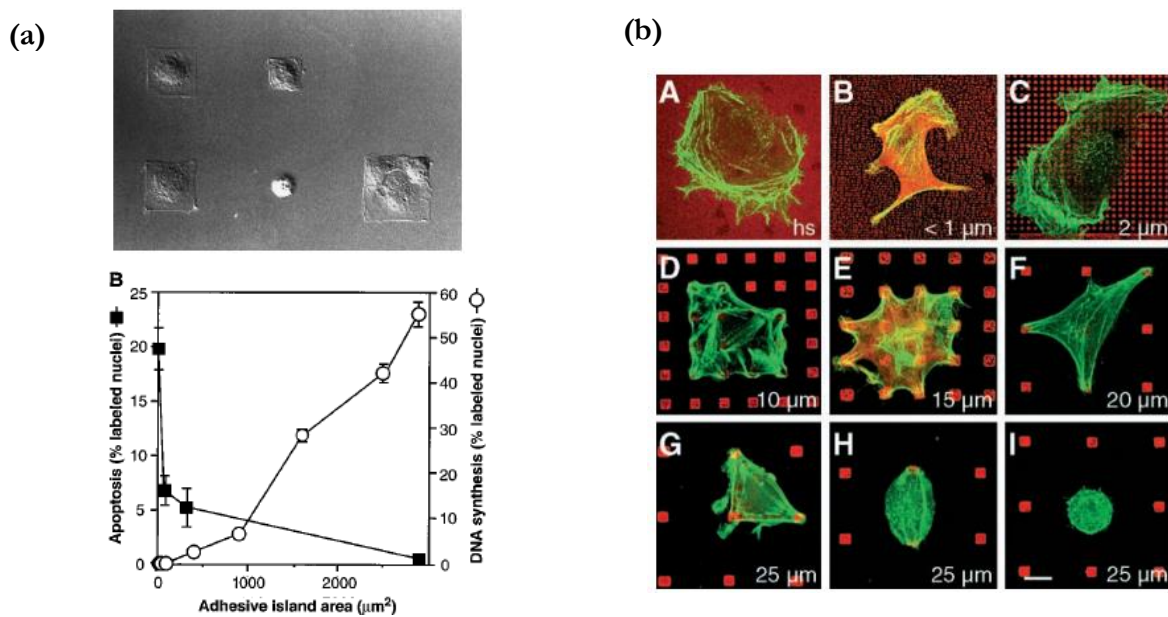 (a)
B
Apoptosis (% labeled nuclei)
25
20
15
10
5
0
DNA synthesis (% labeled nuclei)
60
50
40
30
20
10
0
0
1000
2000
Adhesive island area (μm²)
(b)
A
hs
B
< 1 μm
C
2 μm
D
10 μm
E
15 μm
F
20 μm
G
25 μm
H
25 μm
I
25 μm